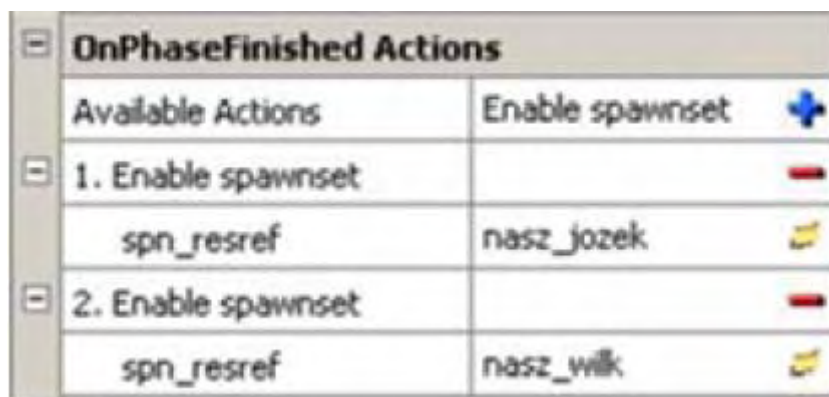 OnPhaseFinished Actions
Available Actions Enable spawnset
1. Enable spawnset
spn_resref nasz_jozek
2. Enable spawnset
spn_resref nasz_wilk